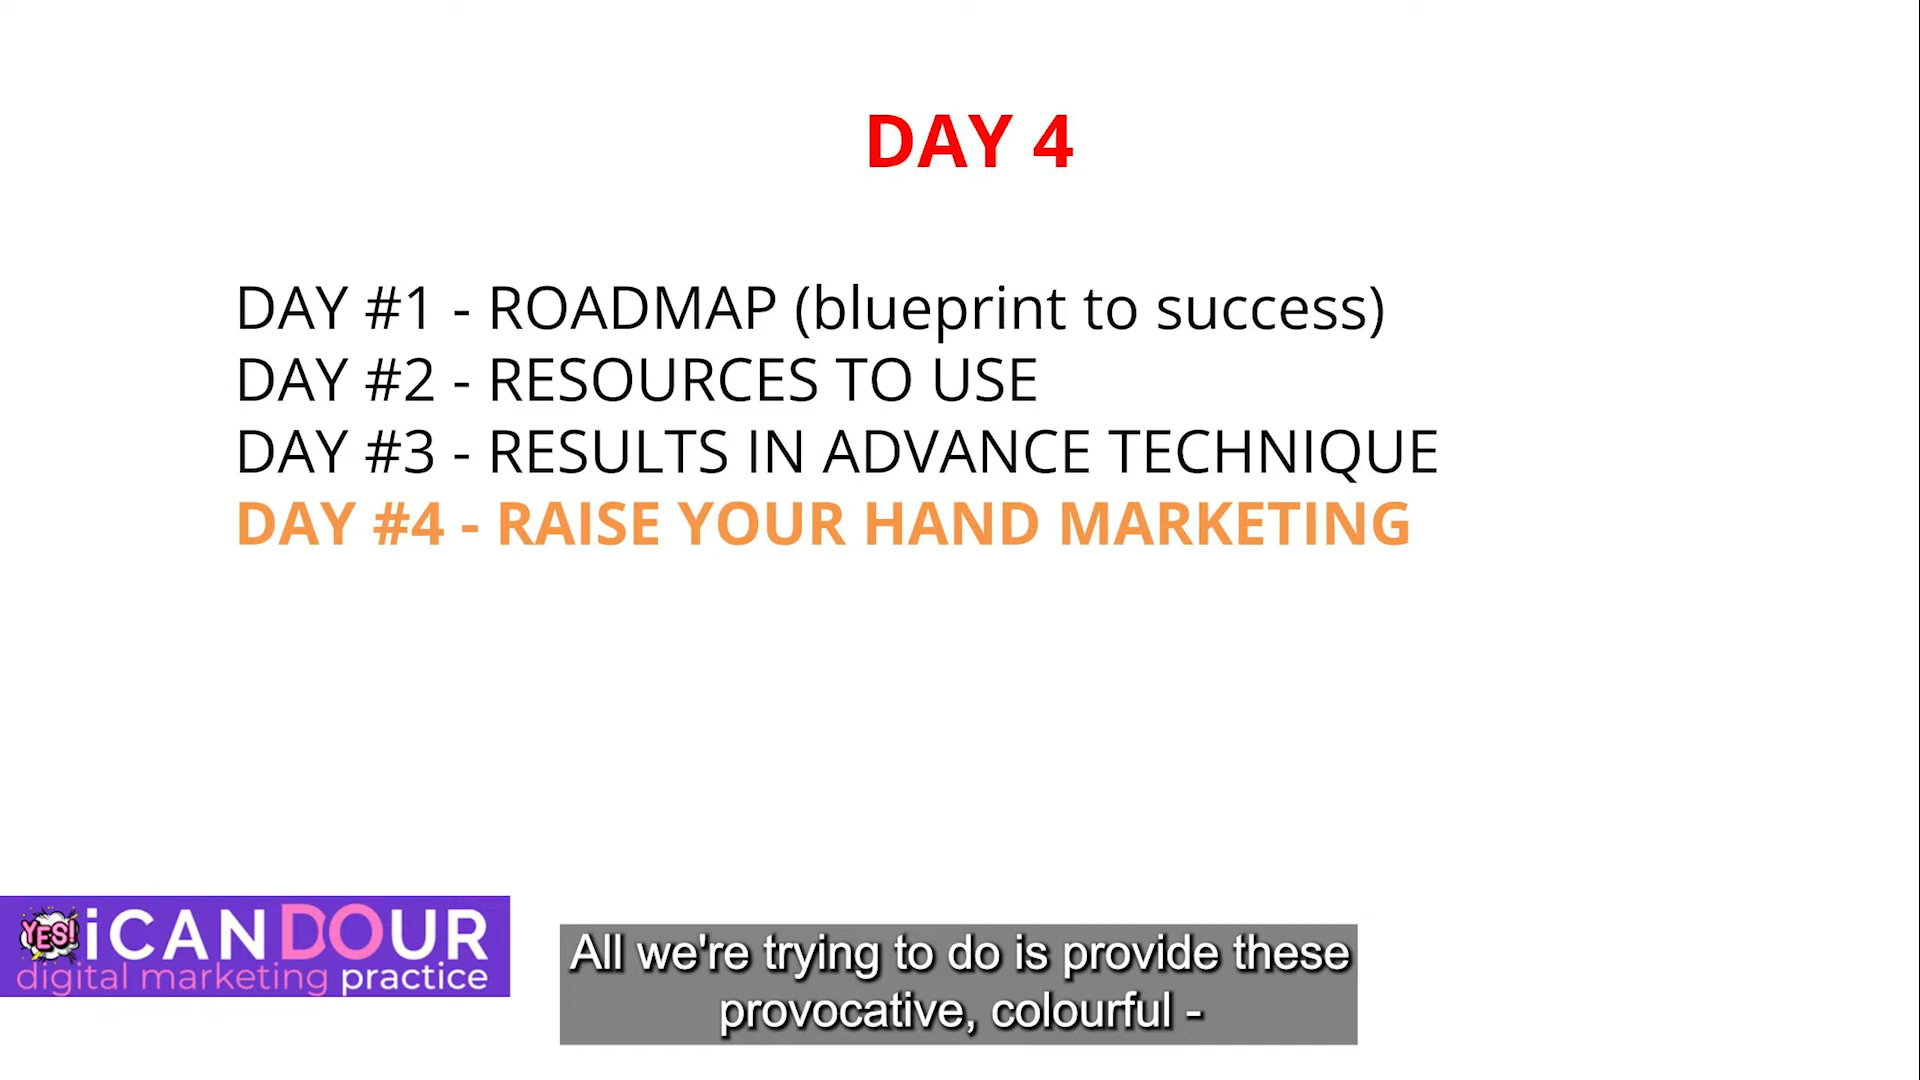 DAY 4
DAY #1 - ROADMAP (blueprint to success)
DAY #2 - RESOURCES TO USE
DAY #3 - RESULTS IN ADVANCE TECHNIQUE
DAY #4 - RAISE YOUR HAND MARKETING
YES! iCANDOUR
digital marketing practice
All we're trying to do is provide these
provocative, colourful -